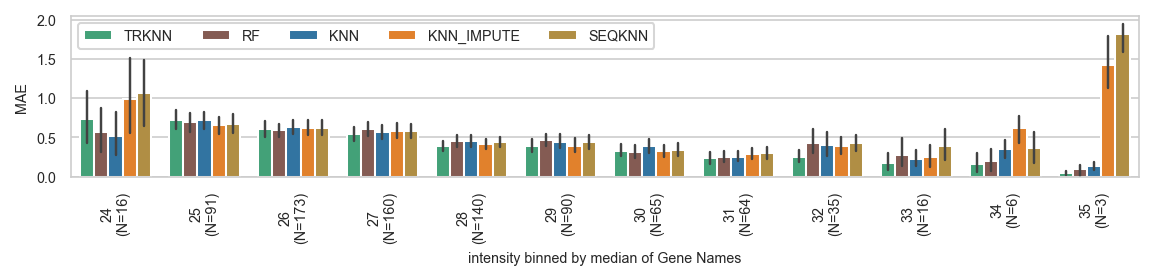 2.0
1.5
1.0
0.5
0.0
MAE
TRKNN RF KNN KNN_IMPUTE SEQKNN
24
(N=16)
25
(N=91)
26
(N=173)
27
(N=160)
28
(N=140)
29
(N=90)
30
(N=65)
31
(N=64)
32
(N=35)
33
(N=16)
34
(N=6)
35
(N=3)
intensity binned by median of Gene Names